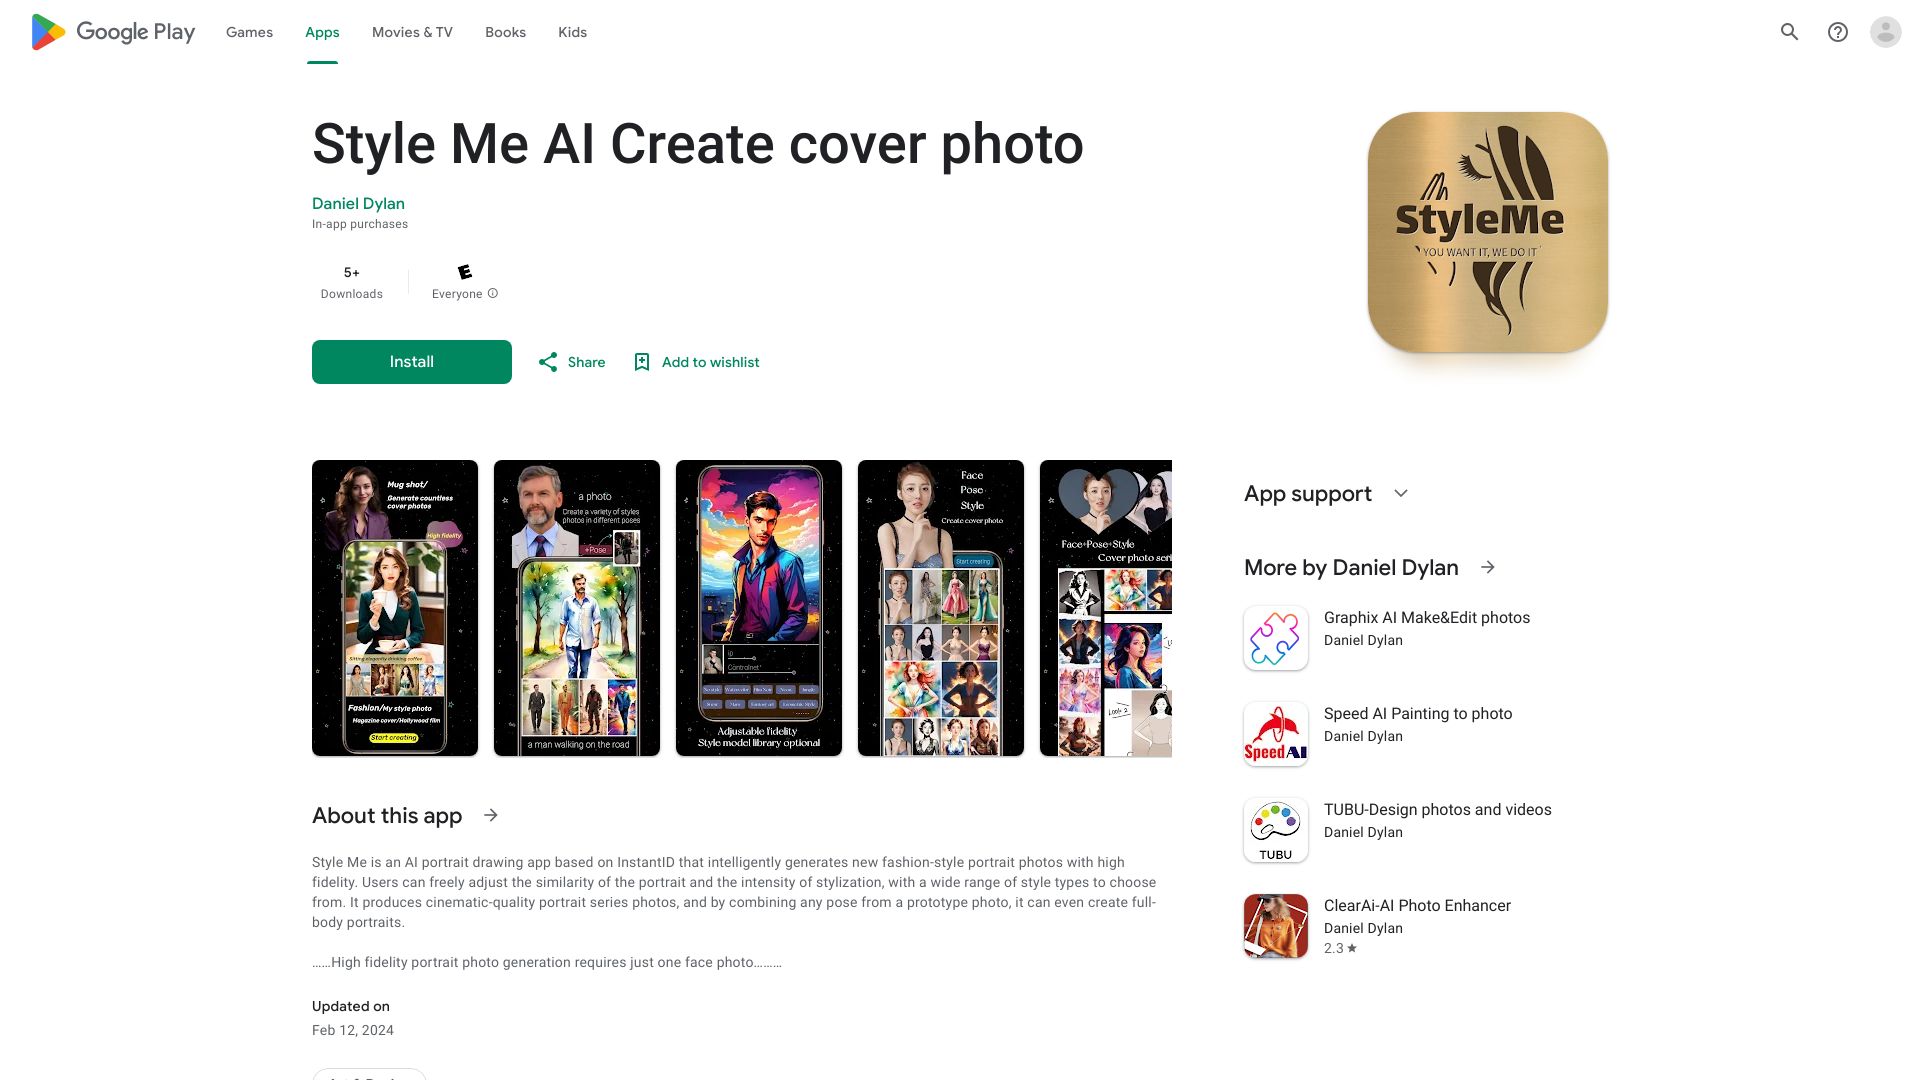 Google Play
Games
Apps
Movies & TV
Books
Kids
Style Me AI Create cover photo
Daniel Dylan
In-app purchases
5+
Downloads
E
Everyone
Install
Share
Add to wishlist
StyleMe
YOU WANT IT, WE DO IT
Mug shot/
Generate countless
cover photos
High fidelity
Sitting elegantly drinking coffee
Fashion/My style photo
Magazine cover/Hollywood film
Start creating
a photo
Create a variety of styles
photos in different poses
+Pose
a man walking on the road
ip
Controlnet
Adjustable fidelity
Style model library optional
Face
Pose
Style
Create cover photo
Start creating
Face+Pose+Style
Cover photo seri
Look 2
App support
More by Daniel Dylan
Graphix AI Make&Edit photos
Daniel Dylan
Speed AI
Speed AI Painting to photo
Daniel Dylan
TUBU
TUBU-Design photos and videos
Daniel Dylan
ClearAi-AI Photo Enhancer
Daniel Dylan
2.3
About this app
Style Me is an AI portrait drawing app based on InstantID that intelligently generates new fashion-style portrait photos with high
fidelity. Users can freely adjust the similarity of the portrait and the intensity of stylization, with a wide range of style types to choose
from. It produces cinematic-quality portrait series photos, and by combining any pose from a prototype photo, it can even create full-
body portraits.
……High fidelity portrait photo generation requires just one face photo………
Updated on
Feb 12, 2024